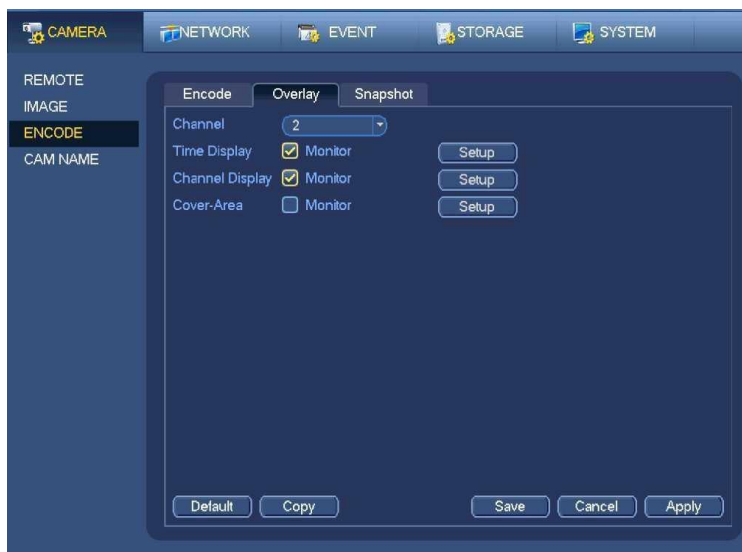 CAMERA NETWORK EVENT STORAGE SYSTEM
REMOTE
IMAGE
ENCODE
CAM NAME
Encode Overlay Snapshot
Channel 2
Time Display Monitor Setup
Channel Display Monitor Setup
Cover-Area Monitor Setup
Default Copy Save Cancel Apply